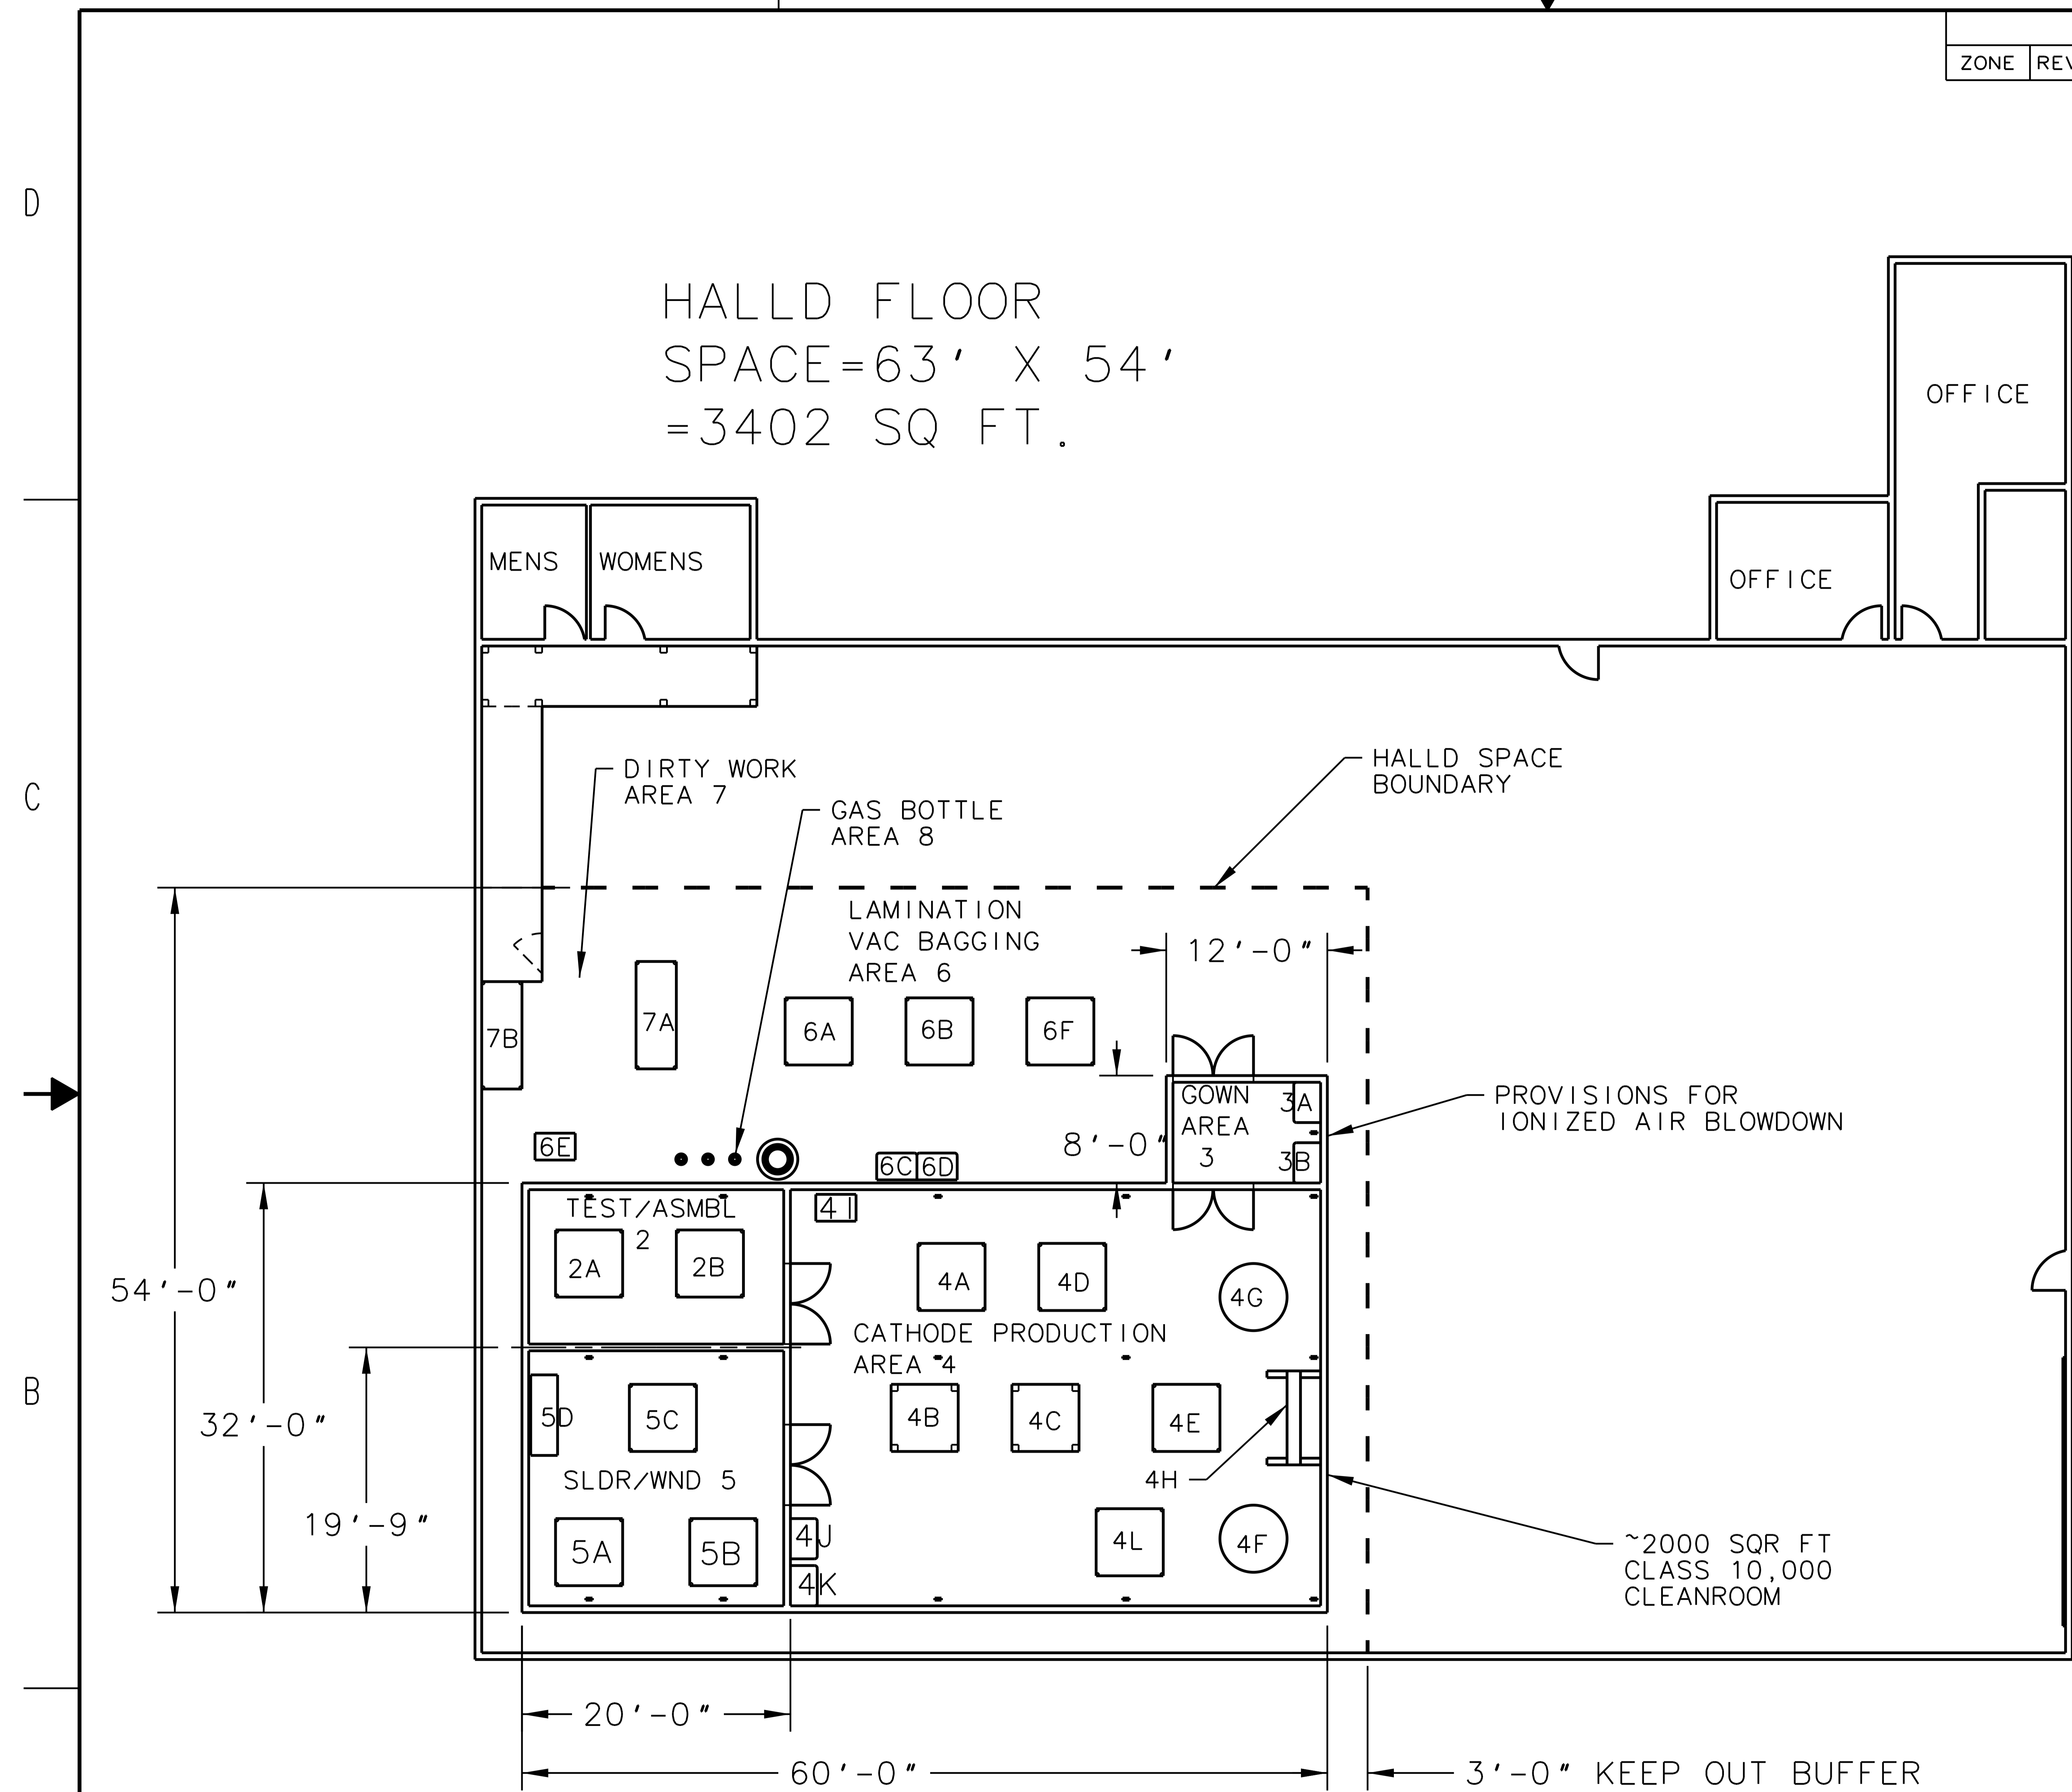 ZONE
D
HALLD FLOOR
SPACE=63' X 54'
=3402 SQ FT.
OFFICE
MENS
WOMENS
OFFICE
C
DIRTY WORK
AREA 7
GAS BOTTLE
AREA 8
HALLD SPACE
BOUNDARY
LAMINATION
VAC BAGGING
AREA 6
12'-0"
7B
7A
6A
6B
6F
GOWN
AREA
3
3A
3B
PROVISIONS FOR
IONIZED AIR BLOWDOWN
8'-0"
6E
6C
6D
TEST/ASMBL
2
4I
2A
2B
4A
4D
4G
54'-0"
CATHODE PRODUCTION
AREA 4
B
32'-0"
5D
5C
4B
4C
4E
SLDR/WND 5
4H
19'-9"
5A
5B
4J
4K
4L
4F
~2000 SQR FT
CLASS 10,000
CLEANROOM
20'-0"
60'-0"
3'-0" KEEP OUT BUFFER